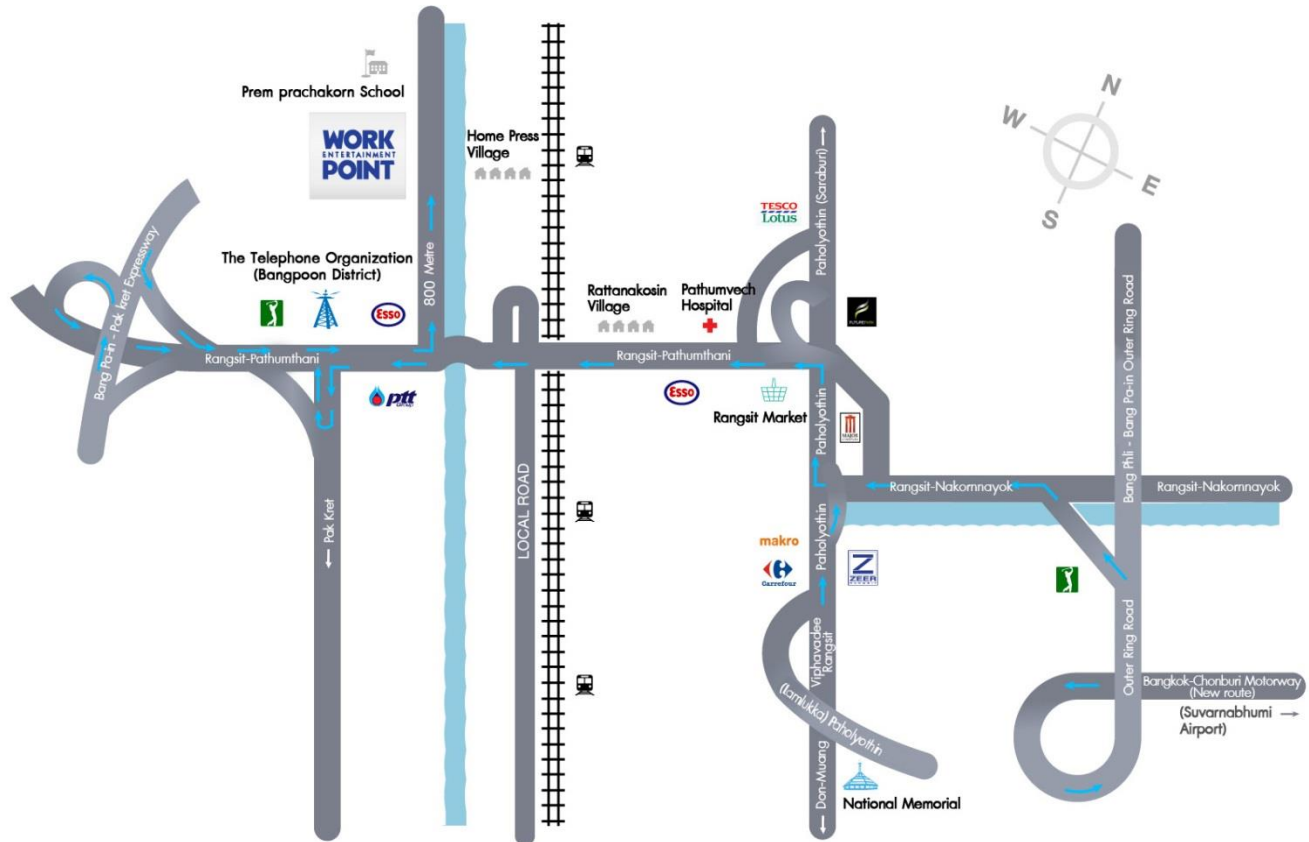 Prem prachakorn School
WORK
ENTERTAINMENT
POINT
Home Press
Village
N
W
E
S
TESCO
Lotus
Paholyothin (Saraburi)
The Telephone Organization
(Bangpoon District)
Esso
800 Metre
Bang Pa-in - Pak Kret Expressway
Rattanakosin
Village
Pathumvech
Hospital
Rangsit-Pathumthani
Rangsit-Pathumthani
ptt
Esso
Rangsit Market
Paholyothin
MAJOR
Bang Phli - Bang Pa-in Outer Ring Road
Rangsit-Nakornnayok
Rangsit-Nakornnayok
Pak Kret
LOCAL ROAD
makro
Carrefour
Paholyothin
Z
ZEER
Viphavadee
Rangsit
(lamlukka) Paholyothin
Outer Ring Road
Bangkok-Chonburi Motorway
(New route)
(Suvarnabhumi
Airport)
Don-Muang
National Memorial